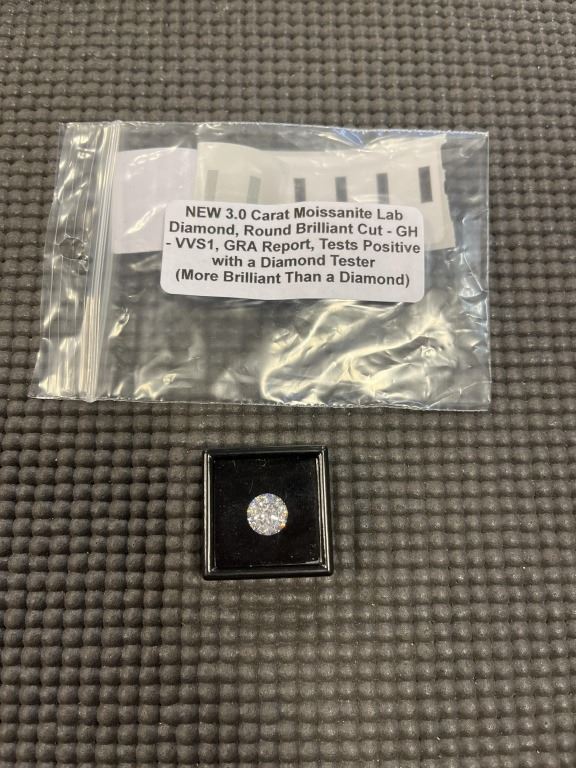 NEW 3.0 Carat Moissanite Lab
Diamond, Round Brilliant Cut - GH
- VVS1, GRA Report, Tests Positive
with a Diamond Tester
(More Brilliant Than a Diamond)